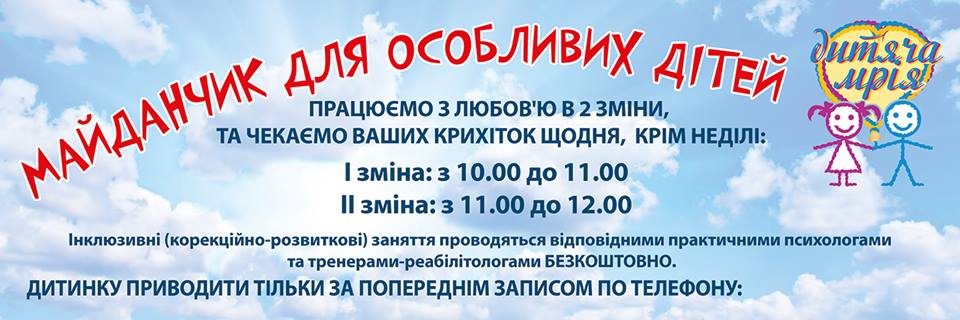 МАЙДАНЧИК ДЛЯ ОСОБЛИВИХ ДІТЕЙ
дитяча
мрія
ПРАЦЮЄМО З ЛЮБОВ'Ю В 2 ЗМІНИ,
ТА ЧЕКАЄМО ВАШИХ КРИХІТОК ЩОДНЯ, КРІМ НЕДІЛІ:
І зміна: з 10.00 до 11.00
ІІ зміна: з 11.00 до 12.00
Інклюзивні (корекційно-розвиткові) заняття проводяться відповідними практичними психологами
та тренерами-реабілітологами БЕЗКОШТОВНО.
ДИТИНКУ ПРИВОДИТИ ТІЛЬКИ ЗА ПОПЕРЕДНІМ ЗАПИСОМ ПО ТЕЛЕФОНУ: